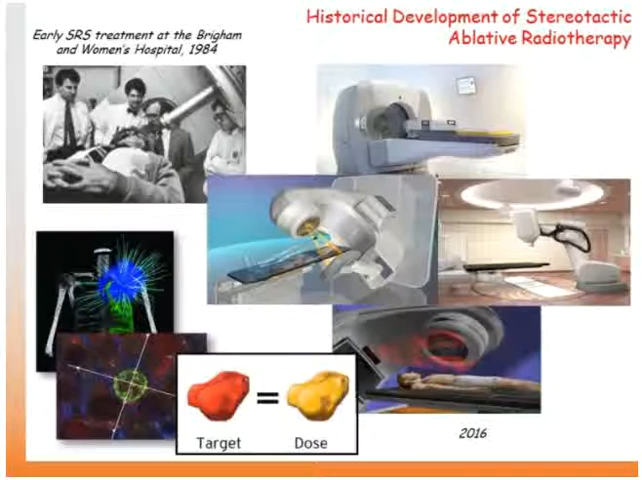 Historical Development of Stereotactic
Ablative Radiotherapy
Early SRS treatment at the Brigham
and Women's Hospital, 1984
=
Target
Dose
2016